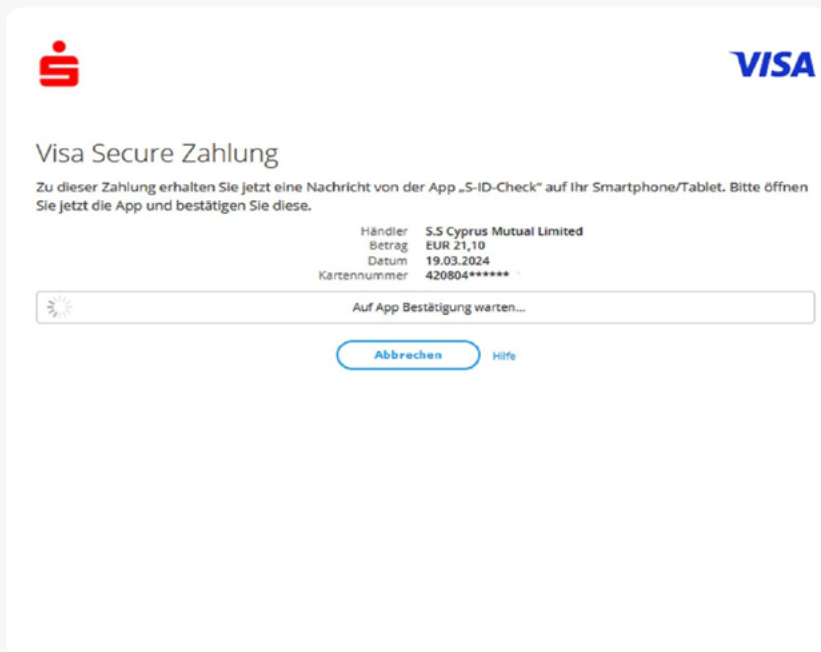 VISA
Visa Secure Zahlung
Zu dieser Zahlung erhalten Sie jetzt eine Nachricht von der App „S-ID-Check" auf Ihr Smartphone/Tablet. Bitte öffnen
Sie jetzt die App und bestätigen Sie diese.
Händler S.S Cyprus Mutual Limited
Betrag EUR 21,10
Datum 19.03.2024
Kartennummer 420804******
Auf App Bestätigung warten...
Abbrechen Hilfe